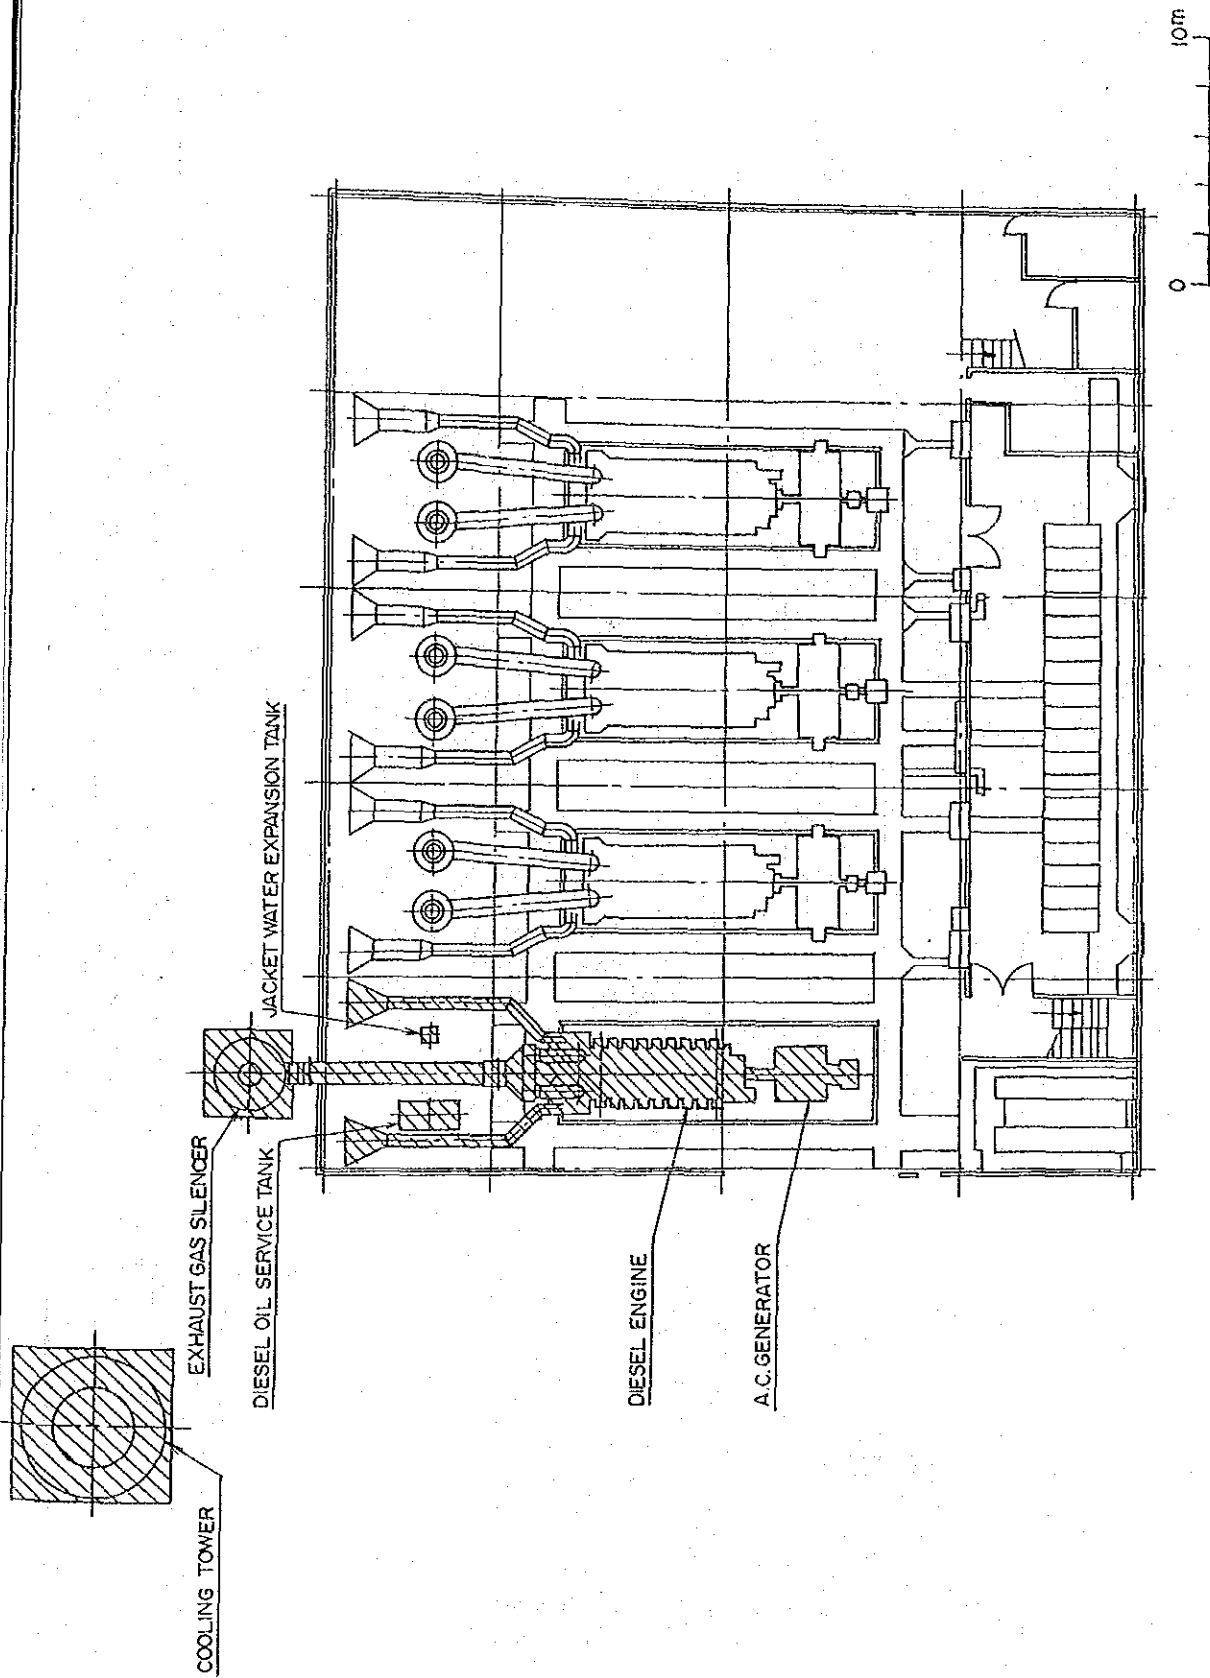 COOLING TOWER
EXHAUST GAS SILENCER
DIESEL OIL SERVICE TANK
JACKET WATER EXPANSION TANK
DIESEL ENGINE
A.C. GENERATOR
0 10m